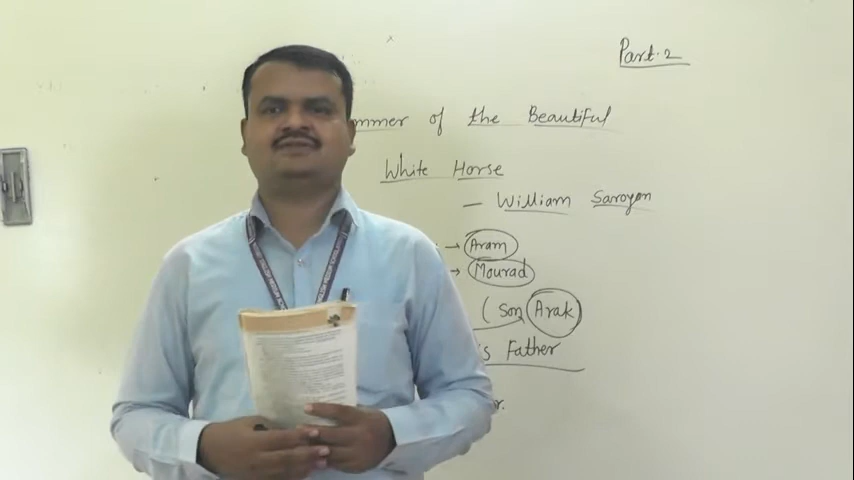 Part-2
mmer of the Beautiful
White Horse
- William Saroyan
→ Aram
→ Mourad
( Son Arak
s Father
r.